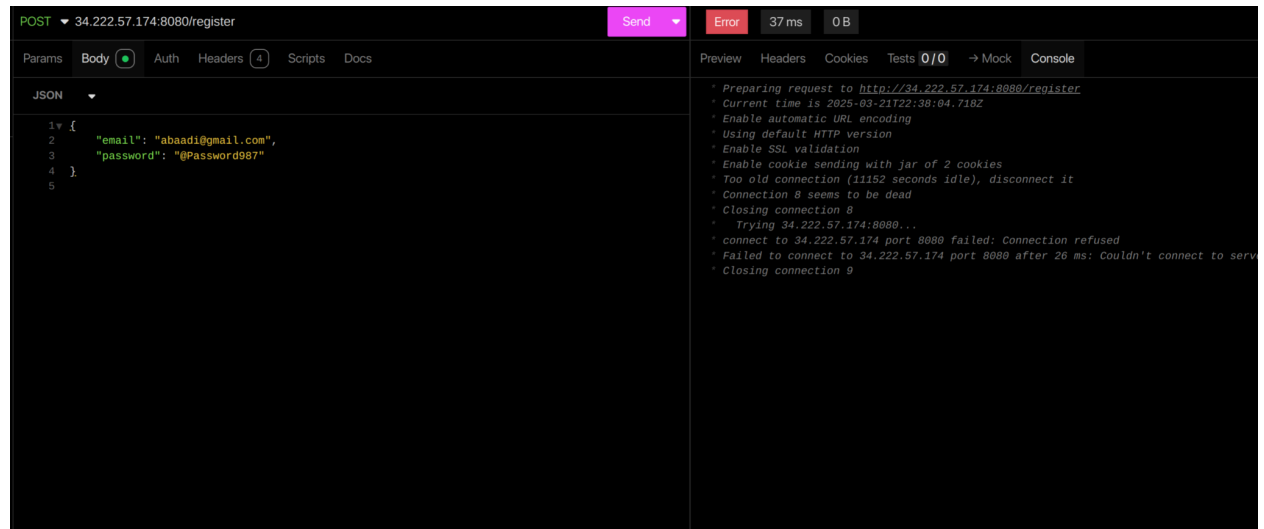 POST 34.222.57.174:8080/register
Send
Error 37 ms 0 B
Params Body Auth Headers 4 Scripts Docs
Preview Headers Cookies Tests 0/0 → Mock Console
JSON
1 {
2 "email": "abaadi@gmail.com",
3 "password": "@Password987"
4 }
5
* Preparing request to http://34.222.57.174:8080/register
* Current time is 2025-03-21T22:38:04.718Z
* Enable automatic URL encoding
* Using default HTTP version
* Enable SSL validation
* Enable cookie sending with jar of 2 cookies
* Too old connection (11152 seconds idle), disconnect it
* Connection 8 seems to be dead
* Closing connection 8
* Trying 34.222.57.174:8080...
* connect to 34.222.57.174 port 8080 failed: Connection refused
* Failed to connect to 34.222.57.174 port 8080 after 26 ms: Couldn't connect to serv
* Closing connection 9